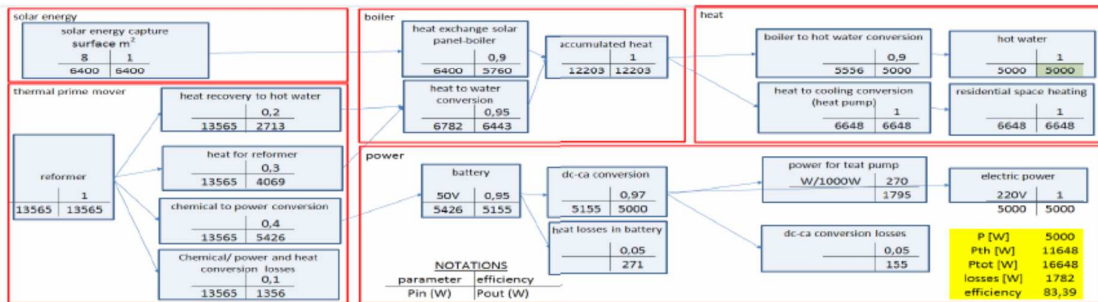 solar energy
solar energy capture
surface m²
8 1
6400 6400
thermal prime mover
reformer
1
13565 13565
heat recovery to hot water
0,2
13565 2713
heat for reformer
0,3
13565 4069
chemical to power conversion
0,4
13565 5426
Chemical/ power and heat
conversion losses
0,1
13565 1356
boiler
heat exchange solar
panel-boiler
0,9
6400 5760
heat to water
conversion
0,95
6782 6443
accumulated heat
1
12203 12203
heat
boiler to hot water conversion
0,9
5556 5000
hot water
1
5000 5000
heat to cooling conversion
(heat pump)
1
6648 6648
residential space heating
1
6648 6648
power
battery
50V 0,95
5426 5155
dc-ca conversion
0,97
5155 5000
heat losses in battery
0,05
271
power for teat pump
W/1000W 270
1795
electric power
220V 1
5000 5000
dc-ca conversion losses
0,05
155
NOTATIONS
parameter efficiency
Pin (W) Pout (W)
P [W] 5000
Pth [W] 11648
Ptot [W] 16648
losses [W] 1782
efficiency 83,39